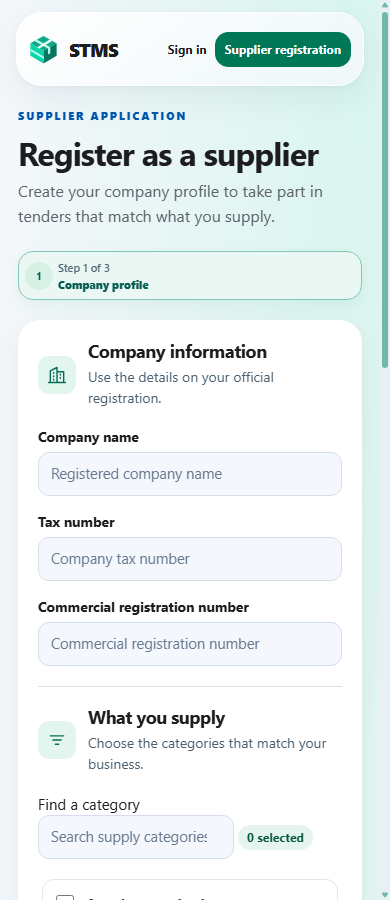 STMS
Sign in
Supplier registration
SUPPLIER APPLICATION
Register as a supplier
Create your company profile to take part in
tenders that match what you supply.
1
Step 1 of 3
Company profile
Company information
Use the details on your official
registration.
Company name
Registered company name
Tax number
Company tax number
Commercial registration number
Commercial registration number
What you supply
Choose the categories that match your
business.
Find a category
Search supply categories
0 selected